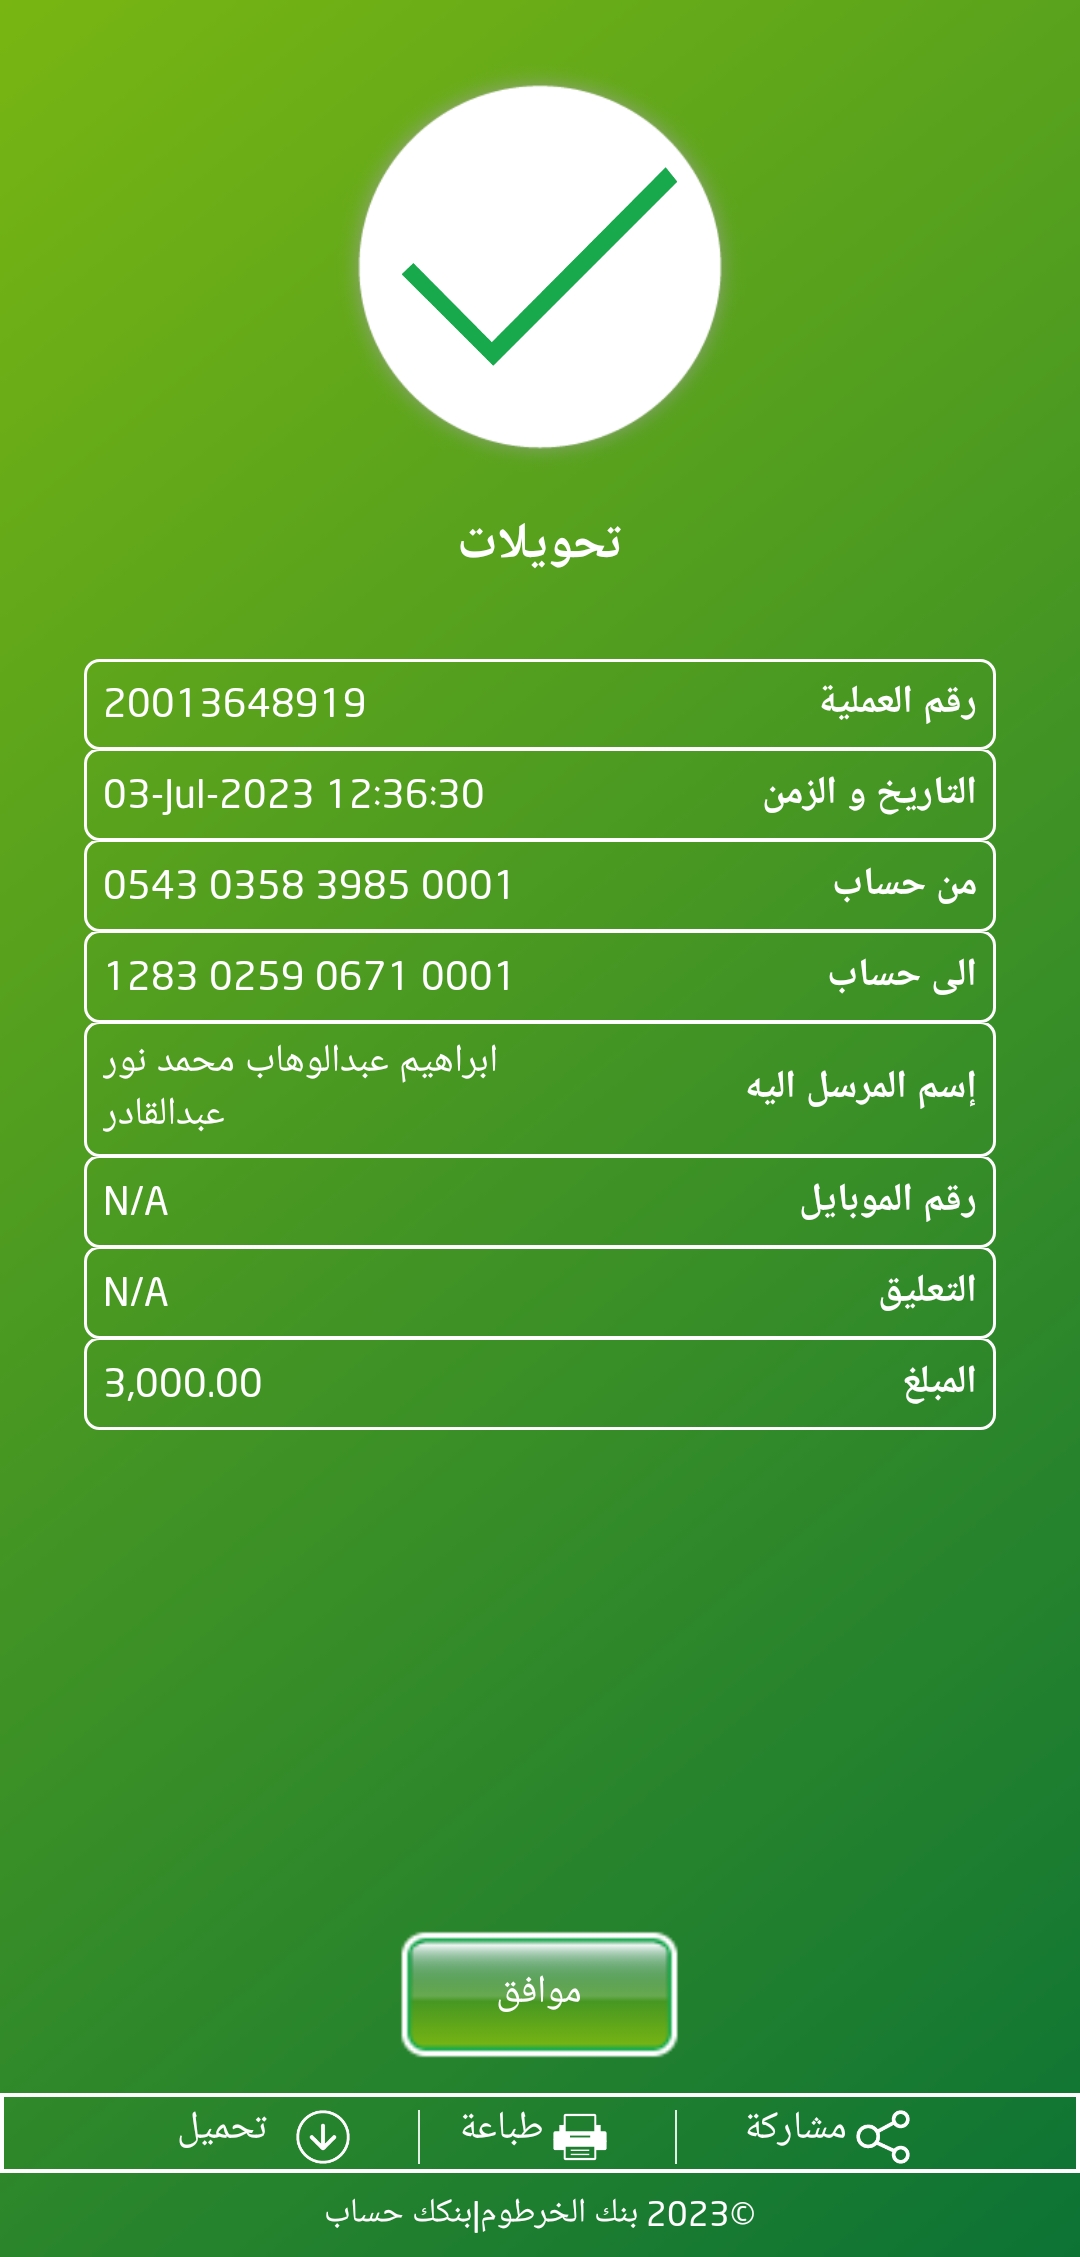 تحويلات
رقم العملية 20013648919
التاريخ و الزمن 03-Jul-2023 12:36:30
من حساب 0543 0358 3985 0001
الى حساب 1283 0259 0671 0001
إسم المرسل اليه ابراهيم عبدالوهاب محمد نور
عبدالقادر
رقم الموبايل N/A
التعليق N/A
المبلغ 3,000.00
موافق
مشاركة | طباعة | تحميل
©2023 بنك الخرطوم|بنكك حساب